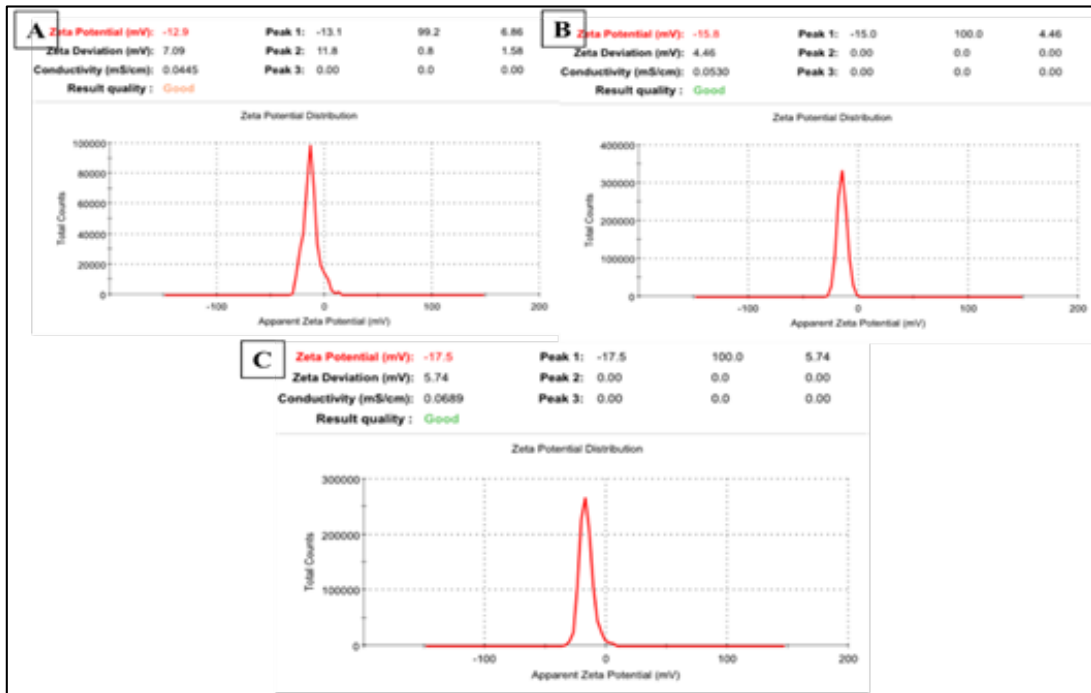 A
Zeta Potential (mV): -12.9 Peak 1: -13.1 99.2 6.86
Zeta Deviation (mV): 7.09 Peak 2: 11.8 0.8 1.58
Conductivity (mS/cm): 0.0445 Peak 3: 0.00 0.0 0.00
Result quality : Good
Zeta Potential Distribution
Total Counts
100000
80000
60000
40000
20000
0
-100 0 100 200
Apparent Zeta Potential (mV)
B
Zeta Potential (mV): -15.8 Peak 1: -15.0 100.0 4.46
Zeta Deviation (mV): 4.46 Peak 2: 0.00 0.0 0.00
Conductivity (mS/cm): 0.0530 Peak 3: 0.00 0.0 0.00
Result quality : Good
Zeta Potential Distribution
Total Counts
400000
300000
200000
100000
0
-100 0 100 200
Apparent Zeta Potential (mV)
C
Zeta Potential (mV): -17.5 Peak 1: -17.5 100.0 5.74
Zeta Deviation (mV): 5.74 Peak 2: 0.00 0.0 0.00
Conductivity (mS/cm): 0.0689 Peak 3: 0.00 0.0 0.00
Result quality : Good
Zeta Potential Distribution
Total Counts
300000
200000
100000
0
-100 0 100 200
Apparent Zeta Potential (mV)